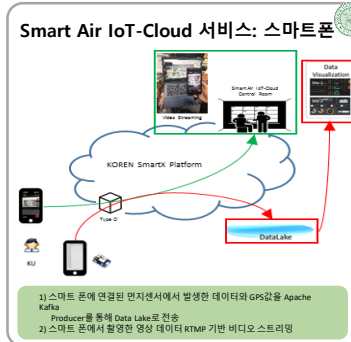 Smart Air IoT-Cloud 서비스: 스마트폰
Smart Air IoT-Cloud
Control Room
Data
Visualization
Video Streaming
KOREN SmartX Platform
Type O
DataLake
KU
1) 스마트 폰에 연결된 먼지센서에서 발생한 데이터와 GPS값을 Apache
Kafka
Producer를 통해 Data Lake로 전송
2) 스마트 폰에서 촬영한 영상 데이터 RTMP 기반 비디오 스트리밍